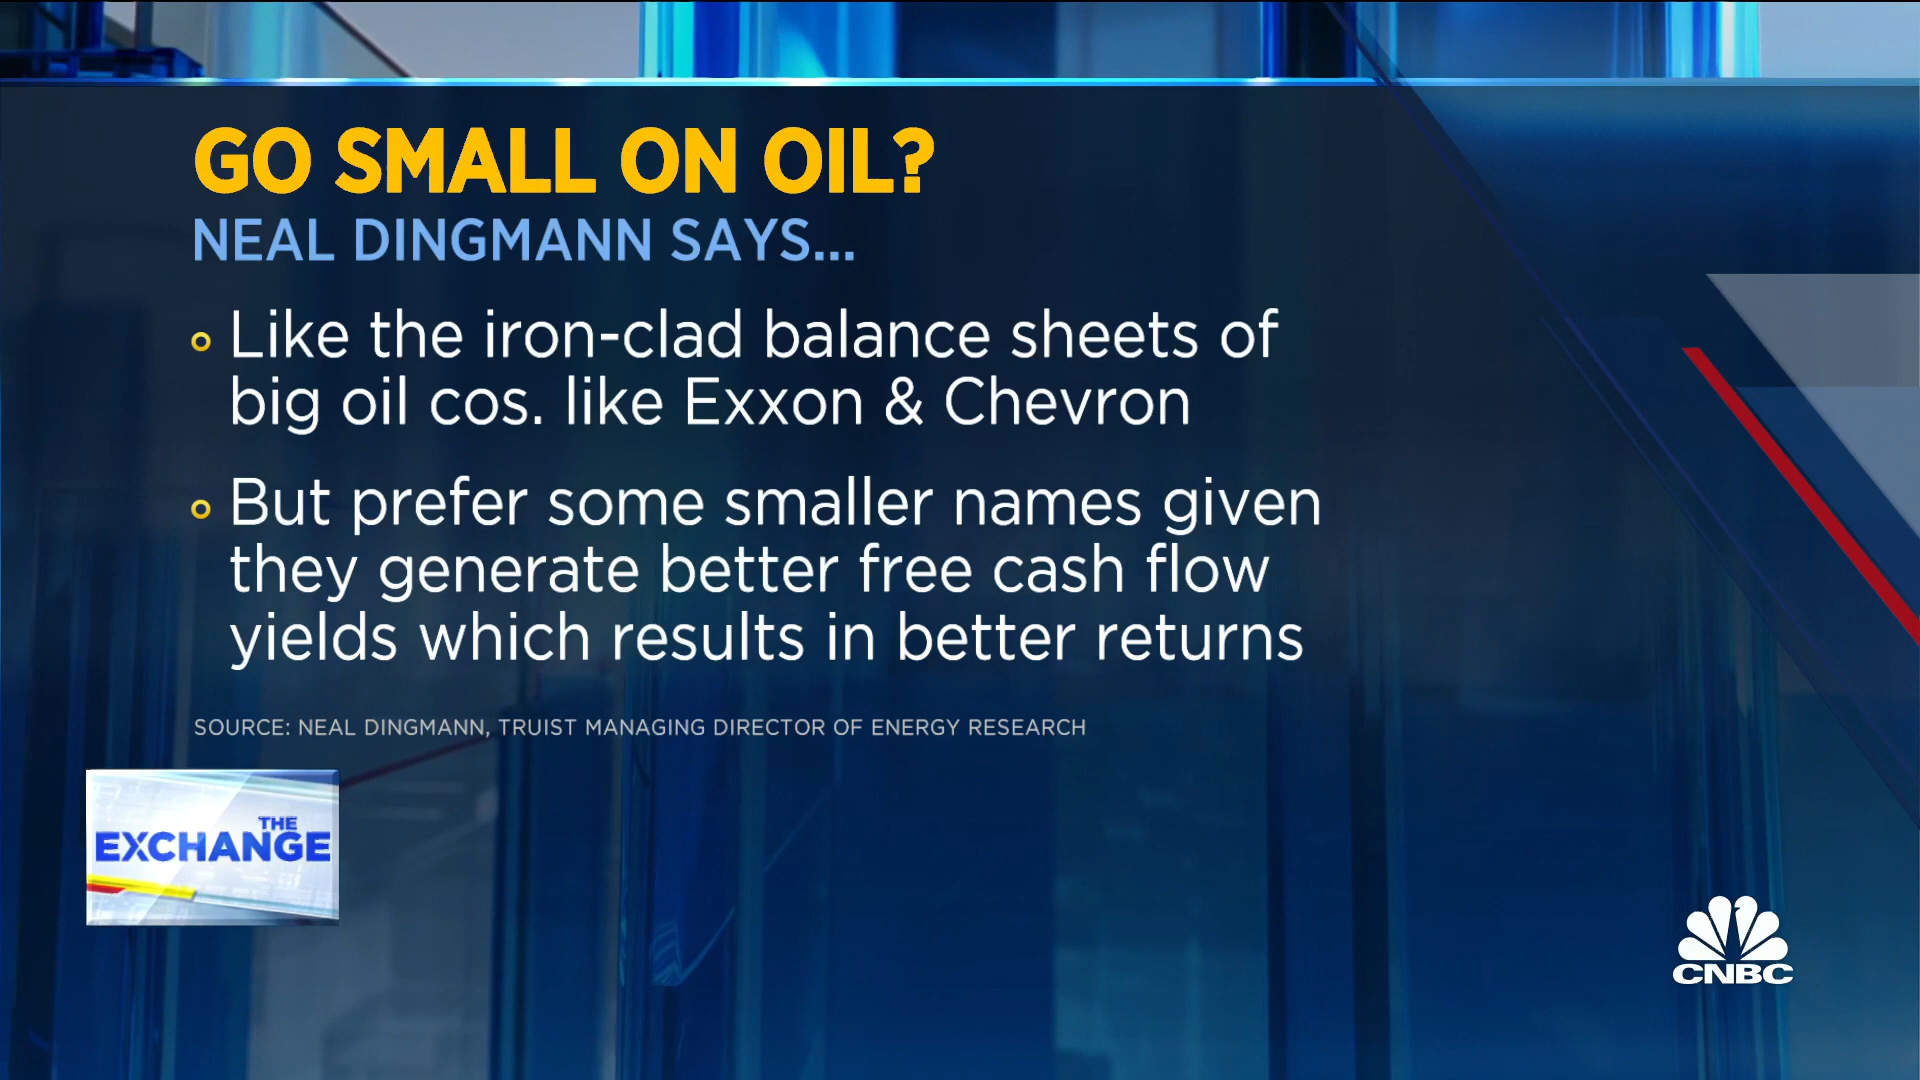 GO SMALL ON OIL?
NEAL DINGMANN SAYS...
Like the iron-clad balance sheets of
big oil cos. like Exxon & Chevron
But prefer some smaller names given
they generate better free cash flow
yields which results in better returns
SOURCE: NEAL DINGMANN, TRUIST MANAGING DIRECTOR OF ENERGY RESEARCH
THE
EXCHANGE
CNBC